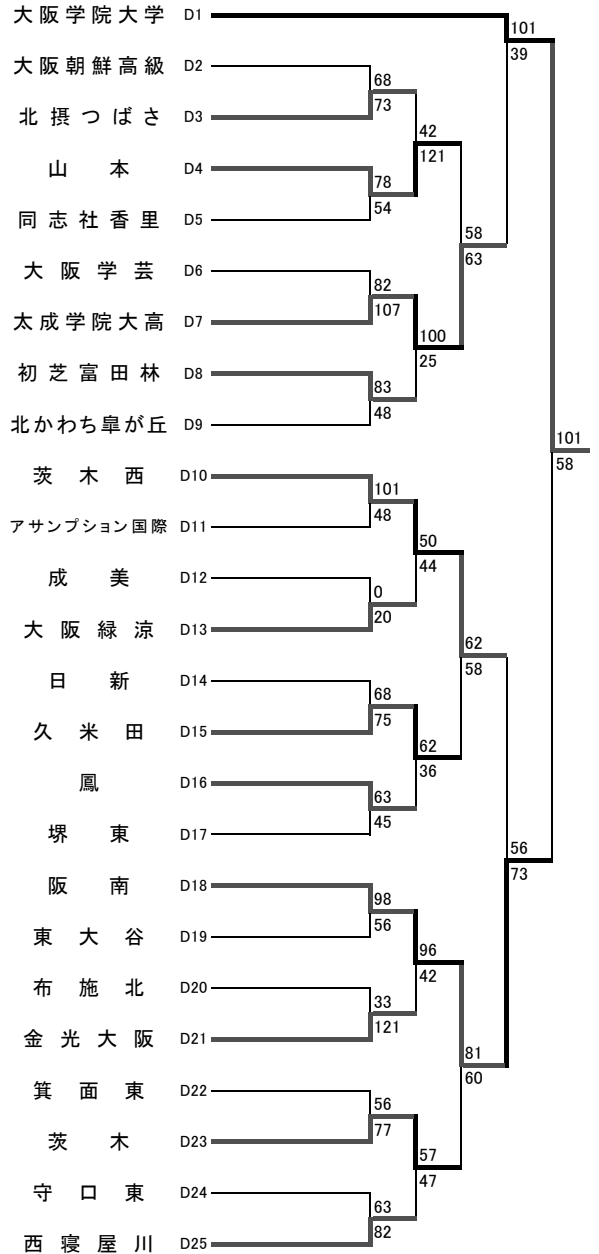 大阪学院大学 D1
101
39
大阪朝鮮高級 D2
68
73
北摂つばさ D3
42
121
山本 D4
78
54
同志社香里 D5
58
63
大阪学芸 D6
82
107
太成学院大高 D7
100
25
初芝富田林 D8
83
48
北かわち皐が丘 D9
101
58
茨木西 D10
101
48
アサンプション国際 D11
50
44
成美 D12
0
20
大阪緑涼 D13
62
58
日新 D14
68
75
久米田 D15
62
36
鳳 D16
63
45
堺東 D17
56
73
阪南 D18
98
56
東大谷 D19
96
42
布施北 D20
33
121
金光大阪 D21
81
60
箕面東 D22
56
77
茨木 D23
57
47
守口東 D24
63
82
西寝屋川 D25